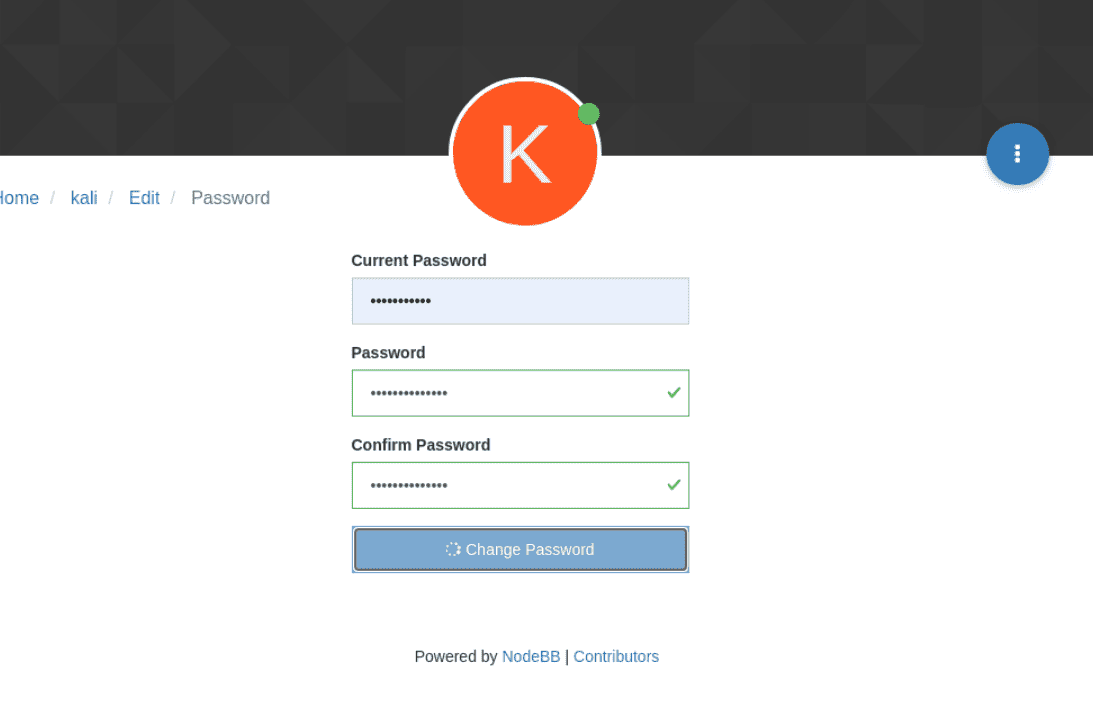 K
Home / kali / Edit / Password
Current Password
•••••••••••
Password
••••••••••••••
Confirm Password
••••••••••••••
Change Password
Powered by NodeBB | Contributors